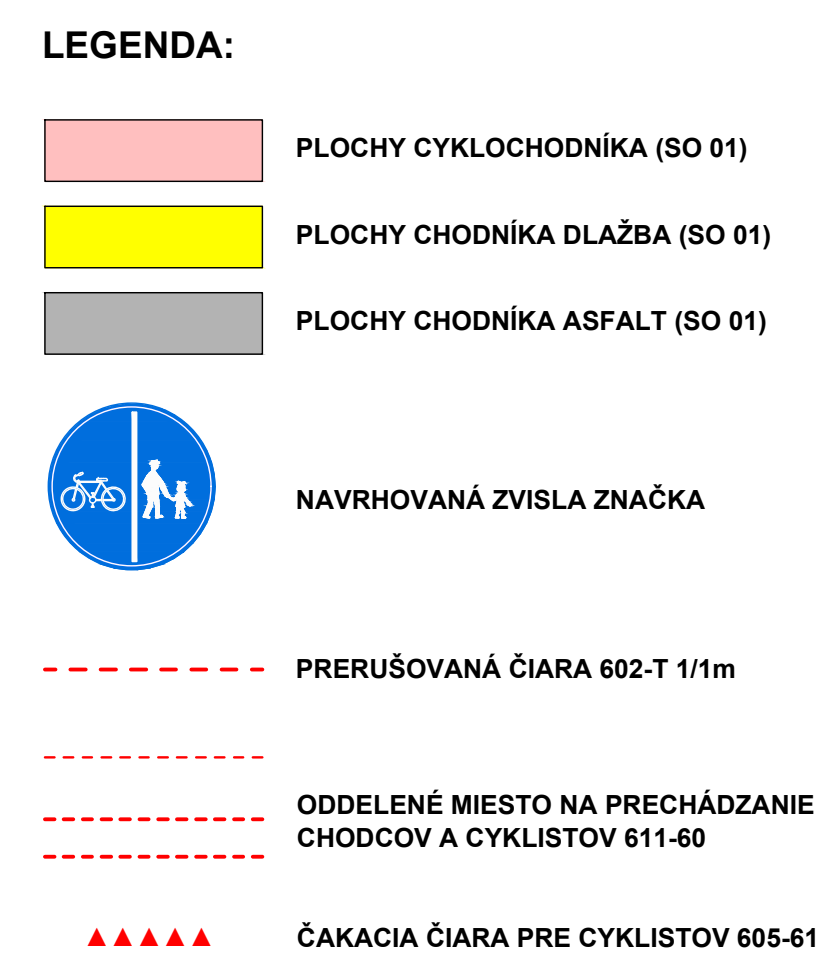 LEGENDA:
PLOCHY CYKLOCHODNÍKA (SO 01)
PLOCHY CHODNÍKA DLAŽBA (SO 01)
PLOCHY CHODNÍKA ASFALT (SO 01)
NAVRHOVANÁ ZVISLA ZNAČKA
PRERUŠOVANÁ ČIARA 602-T 1/1m
ODDELENÉ MIESTO NA PRECHÁDZANIE
CHODCOV A CYKLISTOV 611-60
ČAKACIA ČIARA PRE CYKLISTOV 605-61